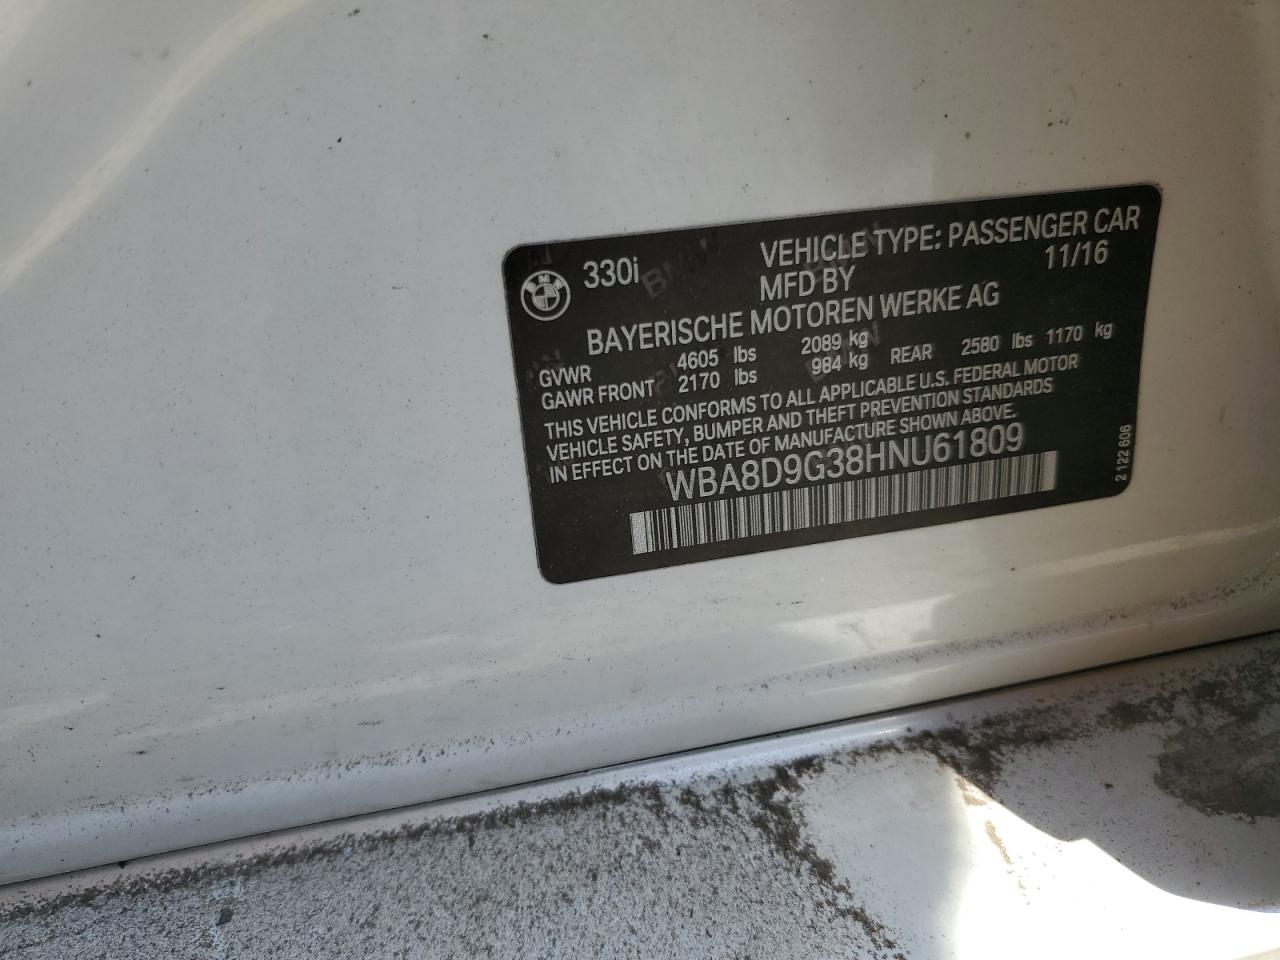 330i
VEHICLE TYPE: PASSENGER CAR
MFD BY 11/16
BAYERISCHE MOTOREN WERKE AG
GVWR 4605 lbs 2089 kg
GAWR FRONT 2170 lbs 984 kg REAR 2580 lbs 1170 kg
THIS VEHICLE CONFORMS TO ALL APPLICABLE U.S. FEDERAL MOTOR
VEHICLE SAFETY, BUMPER AND THEFT PREVENTION STANDARDS
IN EFFECT ON THE DATE OF MANUFACTURE SHOWN ABOVE.
WBA8D9G38HNU61809
2 122 606